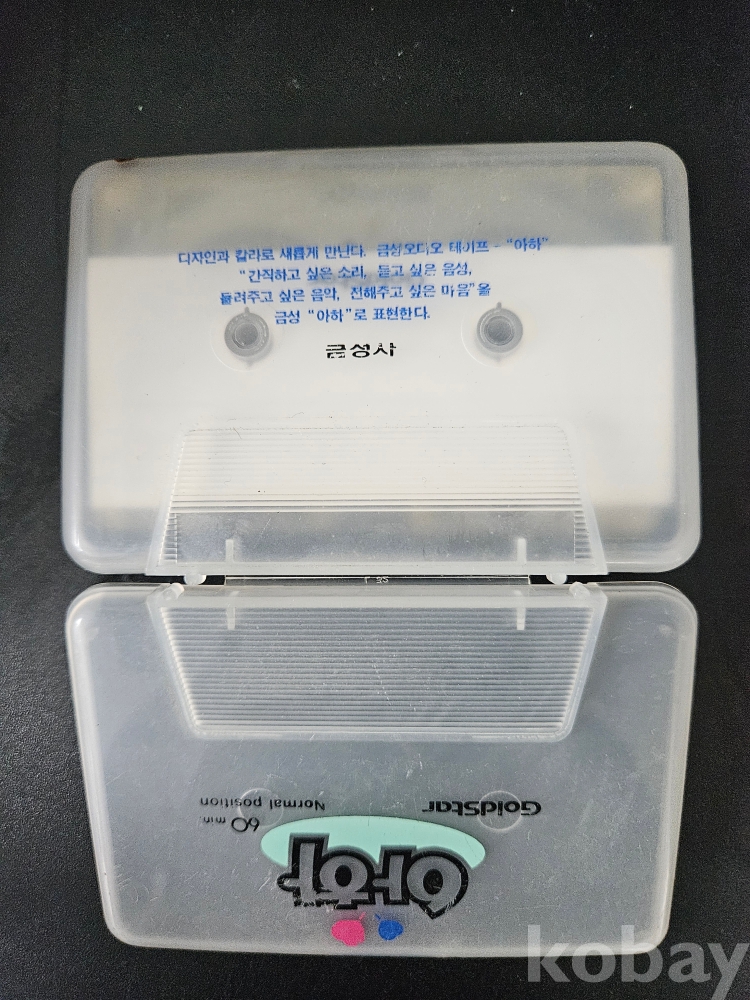 디자인과 칼라로 새롭게 만난다. 금성오디오 테이프 - "아하"
"간직하고 싶은 소리, 듣고 싶은 음성,
들려주고 싶은 음악, 전해주고 싶은 마음"을
금성 "아하"로 표현한다.
금성사
GoldStar
Normal position
60 min.
아하
kobay